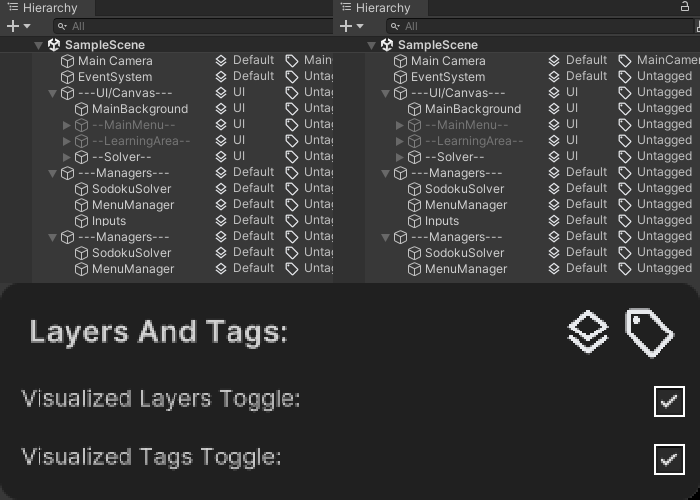 Hierarchy
All
SampleScene
Main Camera Default Main
EventSystem Default Untag
---UI/Canvas--- UI Untag
MainBackground UI Untag
--MainMenu-- UI Untag
--LearningArea-- UI Untag
--Solver-- UI Untag
---Managers--- Default Untag
SodokuSolver Default Untag
MenuManager Default Untag
Inputs Default Untag
---Managers--- Default Untag
SodokuSolver Default Untag
MenuManager Default Untag
Hierarchy
All
SampleScene
Main Camera Default MainCamer
EventSystem Default Untagged
---UI/Canvas--- UI Untagged
MainBackground UI Untagged
--MainMenu-- UI Untagged
--LearningArea-- UI Untagged
--Solver-- UI Untagged
---Managers--- Default Untagged
SodokuSolver Default Untagged
MenuManager Default Untagged
Inputs Default Untagged
---Managers--- Default Untagged
SodokuSolver Default Untagged
MenuManager Default Untagged
Layers And Tags:
Visualized Layers Toggle:
Visualized Tags Toggle: